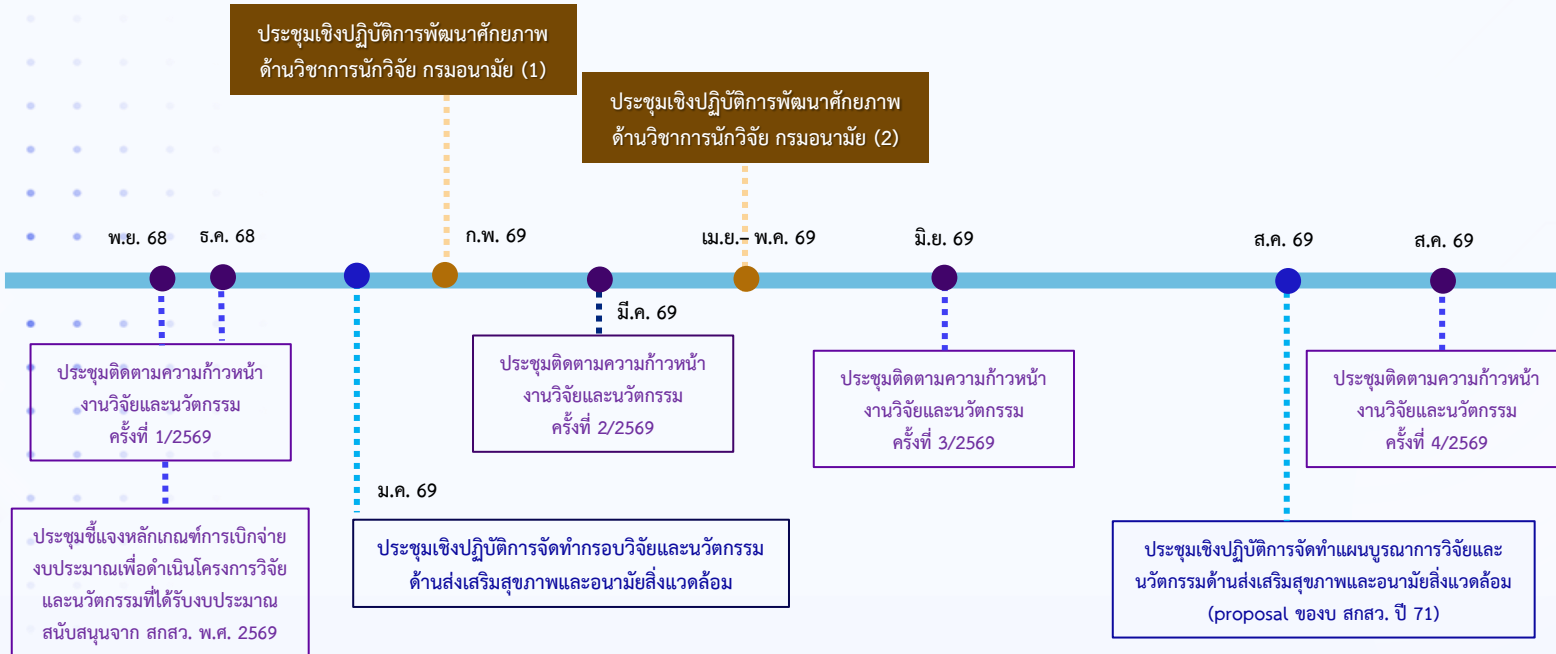 ประชุมเชิงปฏิบัติการพัฒนาศักยภาพ
ด้านวิชาการนักวิจัย กรมอนามัย (1)
ประชุมเชิงปฏิบัติการพัฒนาศักยภาพ
ด้านวิชาการนักวิจัย กรมอนามัย (2)
พ.ย. 68
ธ.ค. 68
ก.พ. 69
เม.ย.– พ.ค. 69
มิ.ย. 69
ส.ค. 69
ส.ค. 69
มี.ค. 69
ประชุมติดตามความก้าวหน้า
งานวิจัยและนวัตกรรม
ครั้งที่ 1/2569
ประชุมติดตามความก้าวหน้า
งานวิจัยและนวัตกรรม
ครั้งที่ 2/2569
ประชุมติดตามความก้าวหน้า
งานวิจัยและนวัตกรรม
ครั้งที่ 3/2569
ประชุมติดตามความก้าวหน้า
งานวิจัยและนวัตกรรม
ครั้งที่ 4/2569
ม.ค. 69
ประชุมชี้แจงหลักเกณฑ์การเบิกจ่าย
งบประมาณเพื่อดำเนินโครงการวิจัย
และนวัตกรรมที่ได้รับงบประมาณ
สนับสนุนจาก สกสว. พ.ศ. 2569
ประชุมเชิงปฏิบัติการจัดทำกรอบวิจัยและนวัตกรรม
ด้านส่งเสริมสุขภาพและอนามัยสิ่งแวดล้อม
ประชุมเชิงปฏิบัติการจัดทำแผนบูรณาการวิจัยและ
นวัตกรรมด้านส่งเสริมสุขภาพและอนามัยสิ่งแวดล้อม
(proposal ของบ สกสว. ปี 71)